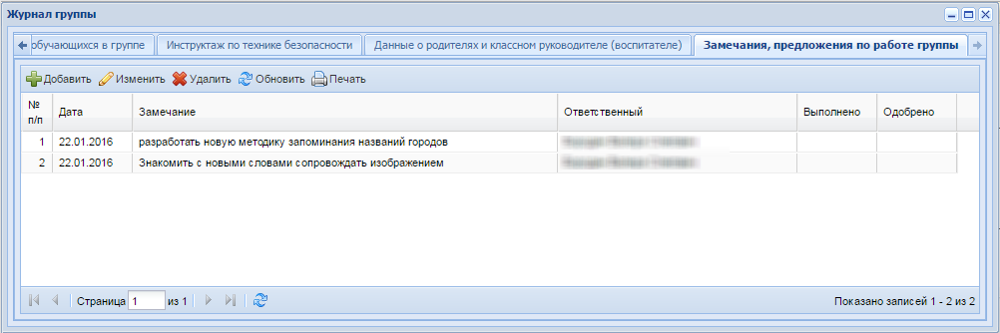 Журнал группы
обучающихся в группе Инструктаж по технике безопасности Данные о родителях и классном руководителе (воспитателе) Замечания, предложения по работе группы
Добавить Изменить Удалить Обновить Печать
№ п/п Дата Замечание Ответственный Выполнено Одобрено
1 22.01.2016 разработать новую методику запоминания названий городов
2 22.01.2016 Знакомить с новыми словами сопровождать изображением
Страница 1 из 1 Показано записей 1 - 2 из 2